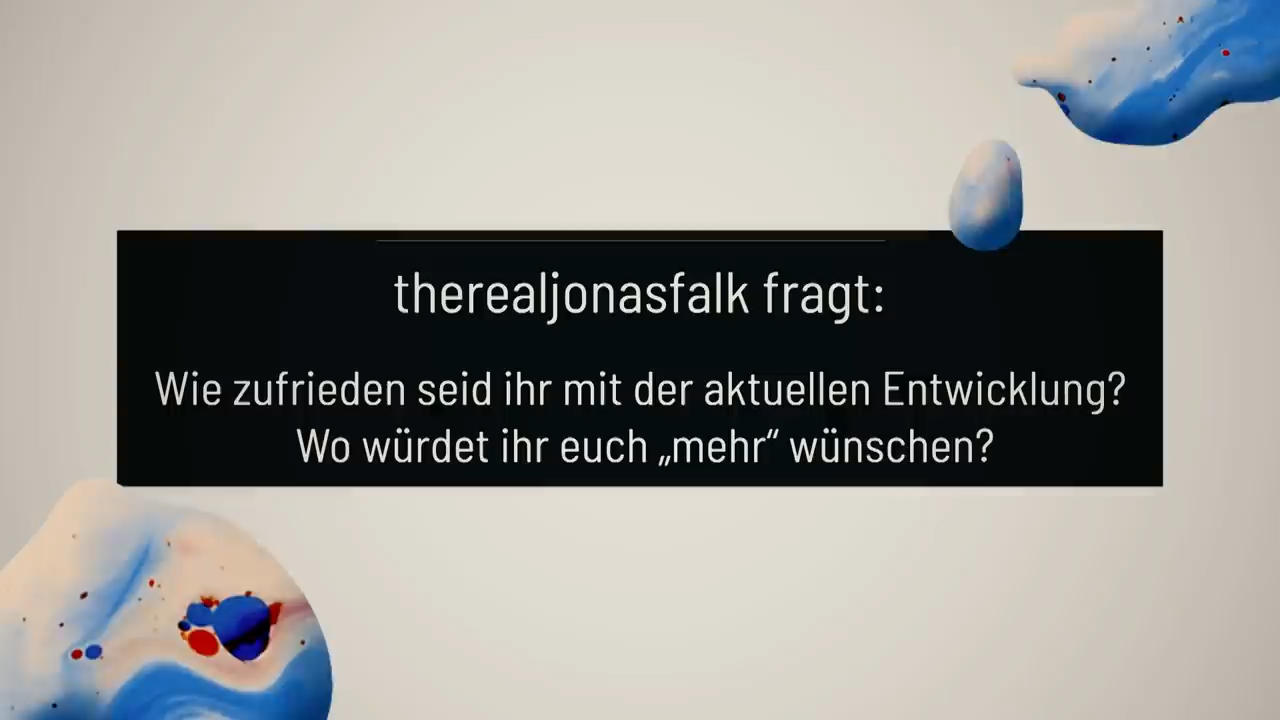 therealjonasfalk fragt:
Wie zufrieden seid ihr mit der aktuellen Entwicklung?
Wo würdet ihr euch „mehr“ wünschen?